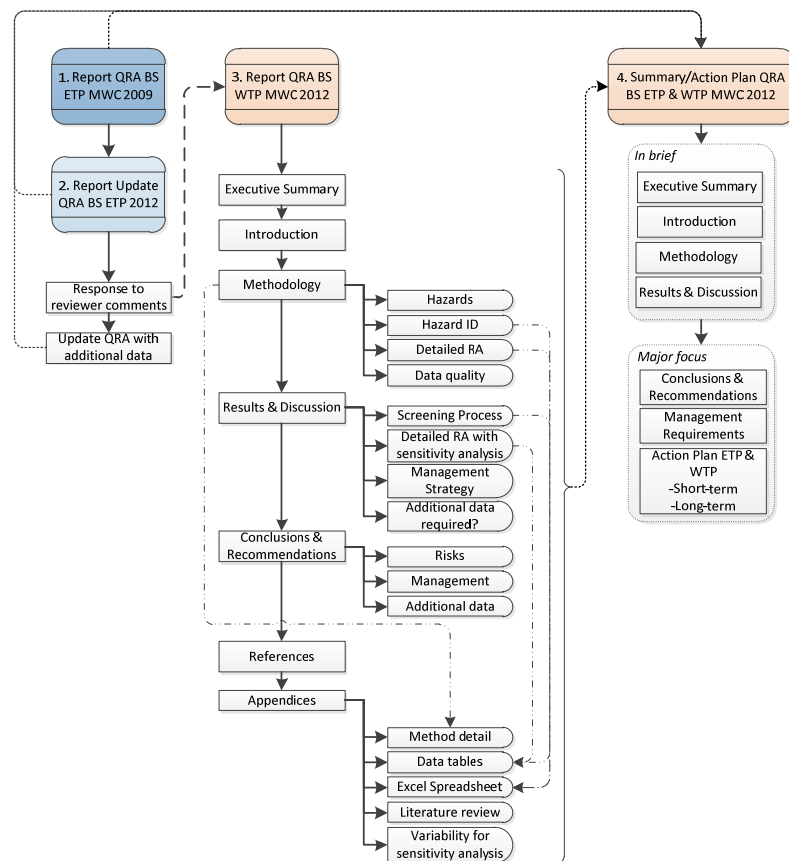 1. Report QRA BS
ETP MWC 2009
2. Report Update
QRA BS ETP 2012
Response to
reviewer comments
Update QRA with
additional data
3. Report QRA BS
WTP MWC 2012
Executive Summary
Introduction
Methodology
Hazards
Hazard ID
Detailed RA
Data quality
Results & Discussion
Screening Process
Detailed RA with
sensitivity analysis
Management
Strategy
Additional data
required?
Conclusions &
Recommendations
Risks
Management
Additional data
References
Appendices
Method detail
Data tables
Excel Spreadsheet
Literature review
Variability for
sensitivity analysis
4. Summary/Action Plan QRA
BS ETP & WTP MWC 2012
In brief
Executive Summary
Introduction
Methodology
Results & Discussion
Major focus
Conclusions &
Recommendations
Management
Requirements
Action Plan ETP &
WTP
-Short-term
-Long-term